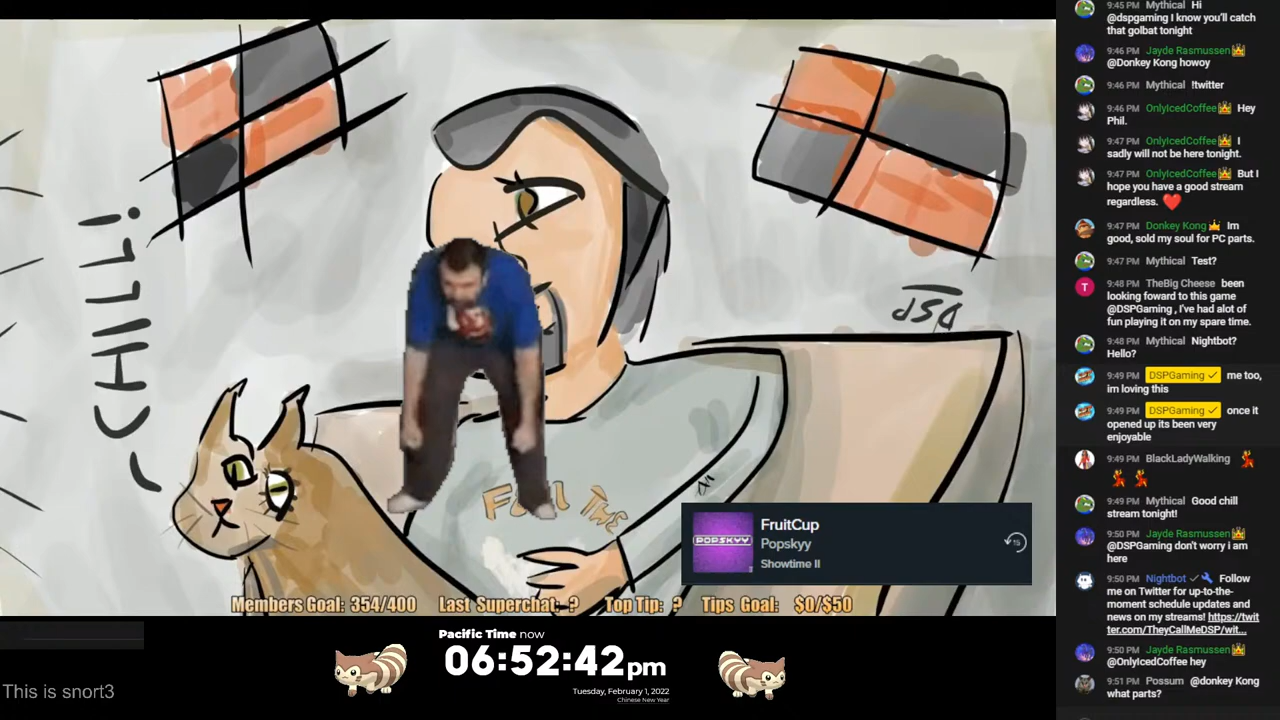 CHILL!
JSG
FruitCup
Popskyy
Showtime II
POPSKYY
15
Members Goal: 354/400 Last Superchat: ? Top Tip: ? Tips Goal: $0/$50
Pacific Time now
06:52:42pm
Tuesday, February 1, 2022
Chinese New Year
This is snort3
9:45 PM Mythical Hi
@dspgaming I know you'll catch
that golbat tonight
9:46 PM Jayde Rasmussen
@Donkey Kong howoy
9:46 PM Mythical !twitter
9:46 PM OnlyIcedCoffee Hey
Phil.
9:47 PM OnlyIcedCoffee I
sadly will not be here tonight.
9:47 PM OnlyIcedCoffee But I
hope you have a good stream
regardless. ❤️
9:47 PM Donkey Kong Im
good, sold my soul for PC parts.
9:47 PM Mythical Test?
9:48 PM TheBig Cheese been
looking foward to this game
@DSPGaming , I've had alot of
fun playing it on my spare time.
9:48 PM Mythical Nightbot?
Hello?
9:49 PM DSPGaming me too,
im loving this
9:49 PM DSPGaming once it
opened up its been very
enjoyable
9:49 PM BlackLadyWalking
9:49 PM Mythical Good chill
stream tonight!
9:50 PM Jayde Rasmussen
@DSPGaming don't worry i am
here
9:50 PM Nightbot Follow
me on Twitter for up-to-the-
moment schedule updates and
news on my streams! https://twit
ter.com/TheyCallMeDSP/wit...
9:50 PM Jayde Rasmussen
@OnlyIcedCoffee hey
9:51 PM Possum @donkey Kong
what parts?